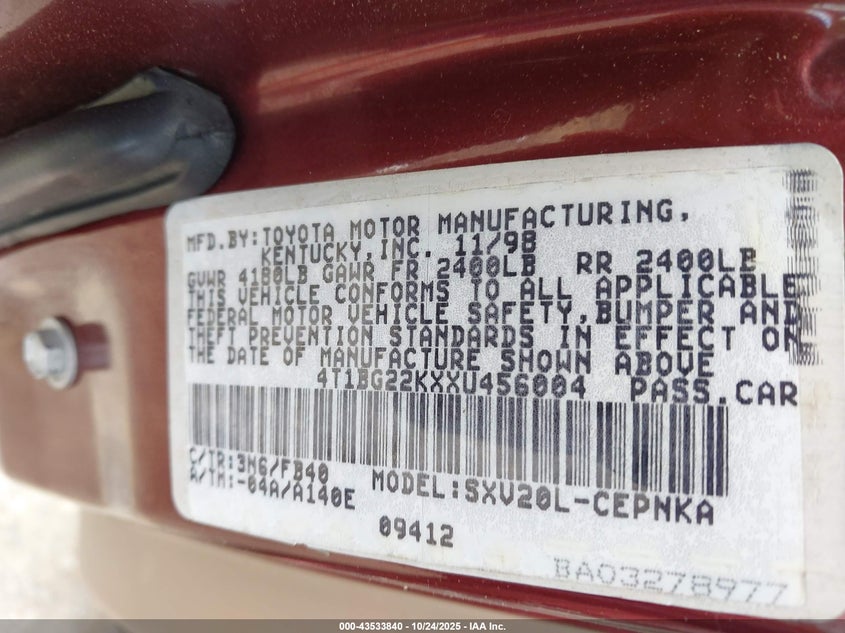 MFD.BY:TOYOTA MOTOR MANUFACTURING,
KENTUCKY,INC. 11/98
GVWR 4180LB GAWR FR 2400LB RR 2400LB
THIS VEHICLE CONFORMS TO ALL APPLICABLE
FEDERAL MOTOR VEHICLE SAFETY,BUMPER AND
THEFT PREVENTION STANDARDS IN EFFECT ON
THE DATE OF MANUFACTURE SHOWN ABOVE
4T1BG22KXXU456004 PASS.CAR
C/TR:3M6/FB40
A/TM:-04A/A140E
MODEL:SXV20L-CEPNKA
09412
BA03278977
000-43533840 - 10/24/2025 - IAA Inc.